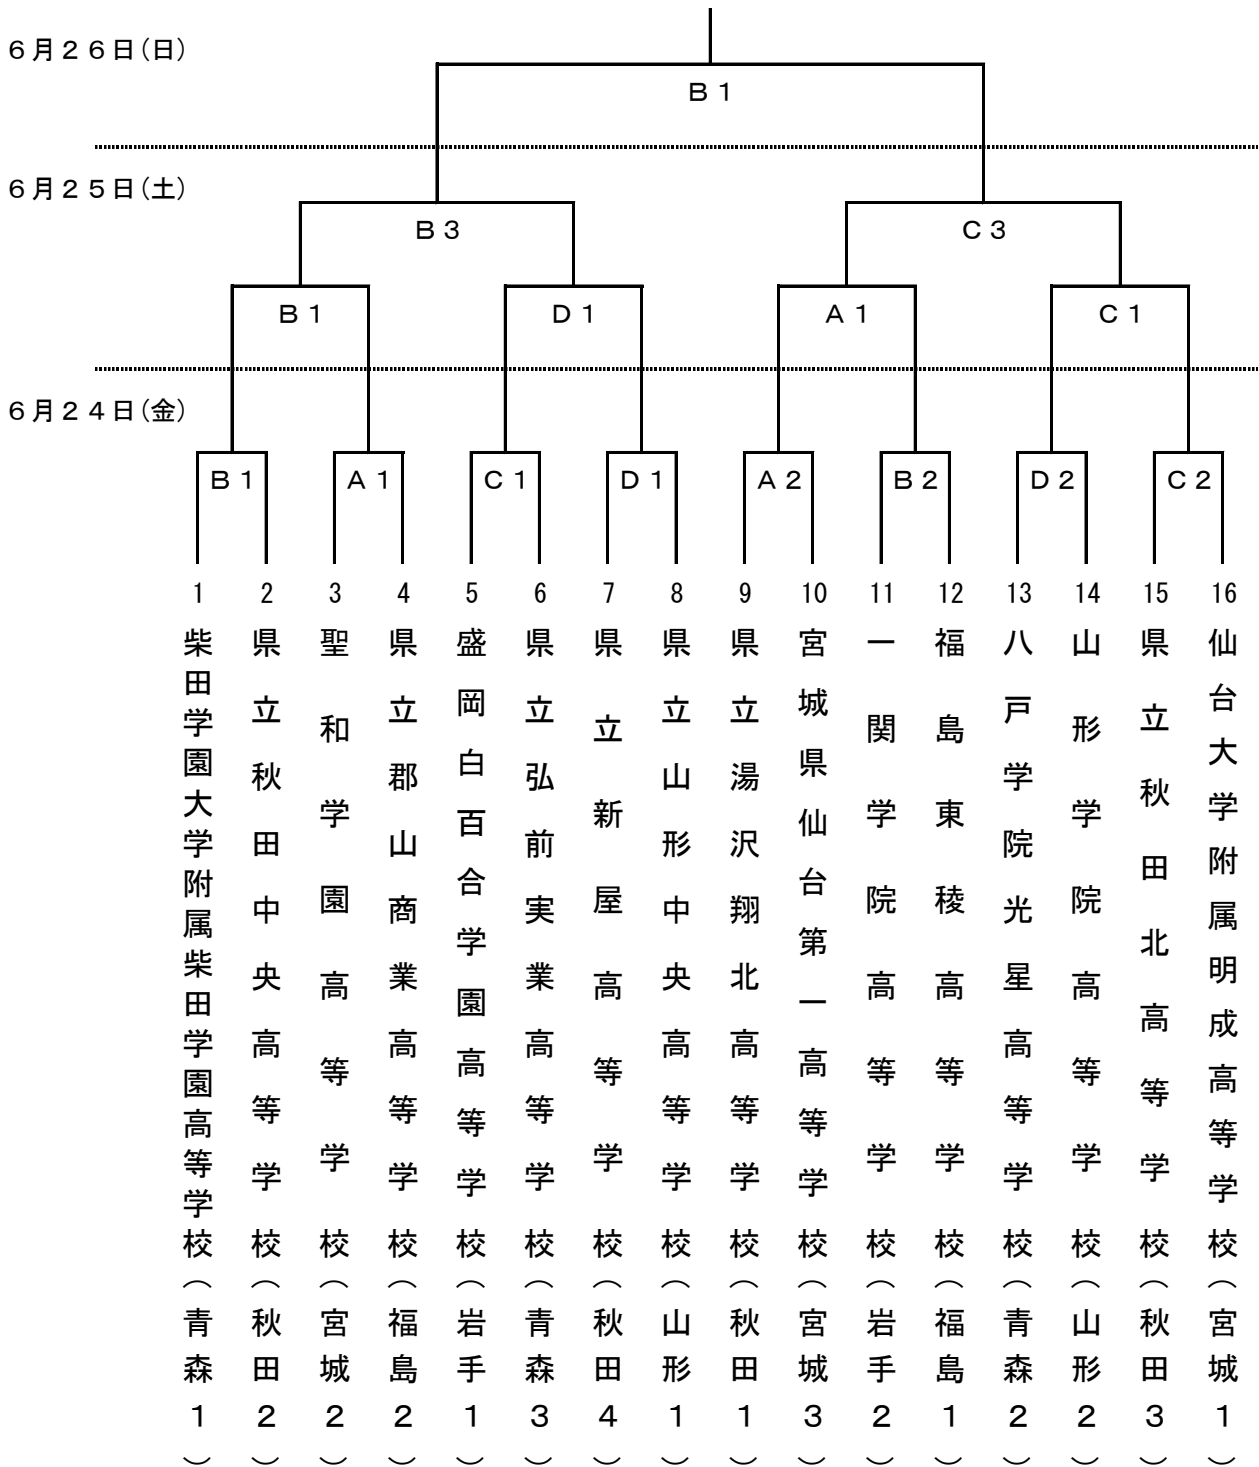 ６月２６日(日)
Ｂ１
６月２５日(土)
Ｂ３
Ｃ３
Ｂ１
Ｄ１
Ａ１
Ｃ１
６月２４日(金)
Ｂ１
Ａ１
Ｃ１
Ｄ１
Ａ２
Ｂ２
Ｄ２
Ｃ２
1 柴田学園大学附属柴田学園高等学校（青森１）
2 県立秋田中央高等学校（秋田２）
3 聖和学園高等学校（宮城２）
4 県立郡山商業高等学校（福島２）
5 盛岡白百合学園高等学校（岩手１）
6 県立弘前実業高等学校（青森３）
7 県立新屋高等学校（秋田４）
8 県立山形中央高等学校（山形１）
9 県立湯沢翔北高等学校（秋田１）
10 宮城県仙台第一高等学校（宮城３）
11 一関学院高等学校（岩手２）
12 福島東稜高等学校（福島１）
13 八戸学院光星高等学校（青森２）
14 山形学院高等学校（山形２）
15 県立秋田北高等学校（秋田３）
16 仙台大学附属明成高等学校（宮城１）